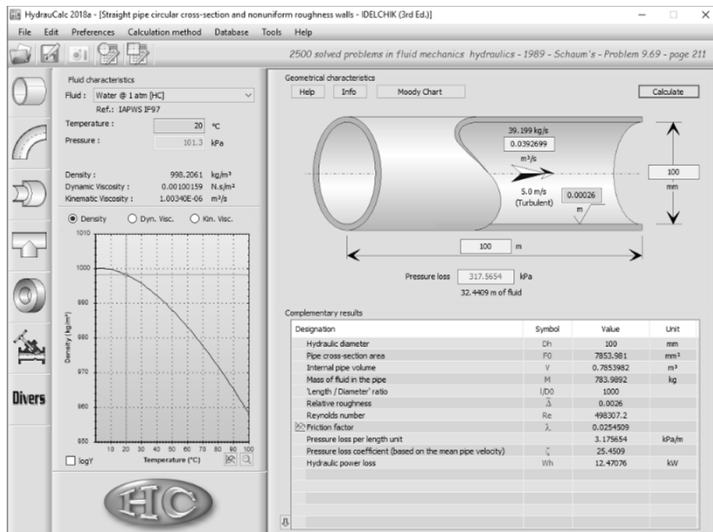 HydrauCalc 2018a - [Straight pipe circular cross-section and nonuniform roughness walls - IDELCHIK (3rd Ed.)]
File Edit Preferences Calculation method Database Tools Help
2500 solved problems in fluid mechanics hydraulics - 1989 - Schaum's - Problem 9.69 - page 211
Fluid characteristics
Fluid : Water @ 1 atm [HC]
Ref.: IAPWS IF97
Temperature : 20 °C
Pressure : 101.3 kPa
Density : 998.2061 kg/m³
Dynamic Viscosity : 0.00100159 N.s/m²
Kinematic Viscosity : 1.00340E-06 m²/s
Density Dyn. Visc. Kin. Visc.
1010
1000
990
980
970
960
950
Density (kg/m³)
10 20 30 40 50 60 70 80 90 100
logY Temperature (°C)
Divers
HC
Geometrical characteristics
Help Info Moody Chart Calculate
39.199 kg/s
0.0392699
m³/s
5.0 m/s
(Turbulent)
0.00026
m
100
mm
100 m
Pressure loss 317.5654 kPa
32.4409 m of fluid
Complementary results
Designation Symbol Value Unit
Hydraulic diameter Dh 100 mm
Pipe cross-section area F0 7853.981 mm²
Internal pipe volume V 0.7853982 m³
Mass of fluid in the pipe M 783.9892 kg
'Length / Diameter' ratio l/D0 1000
Relative roughness Δ̅ 0.0026
Reynolds number Re 498307.2
Friction factor λ 0.0254509
Pressure loss per length unit 3.175654 kPa/m
Pressure loss coefficient (based on the mean pipe velocity) ζ 25.4509
Hydraulic power loss Wh 12.47076 kW